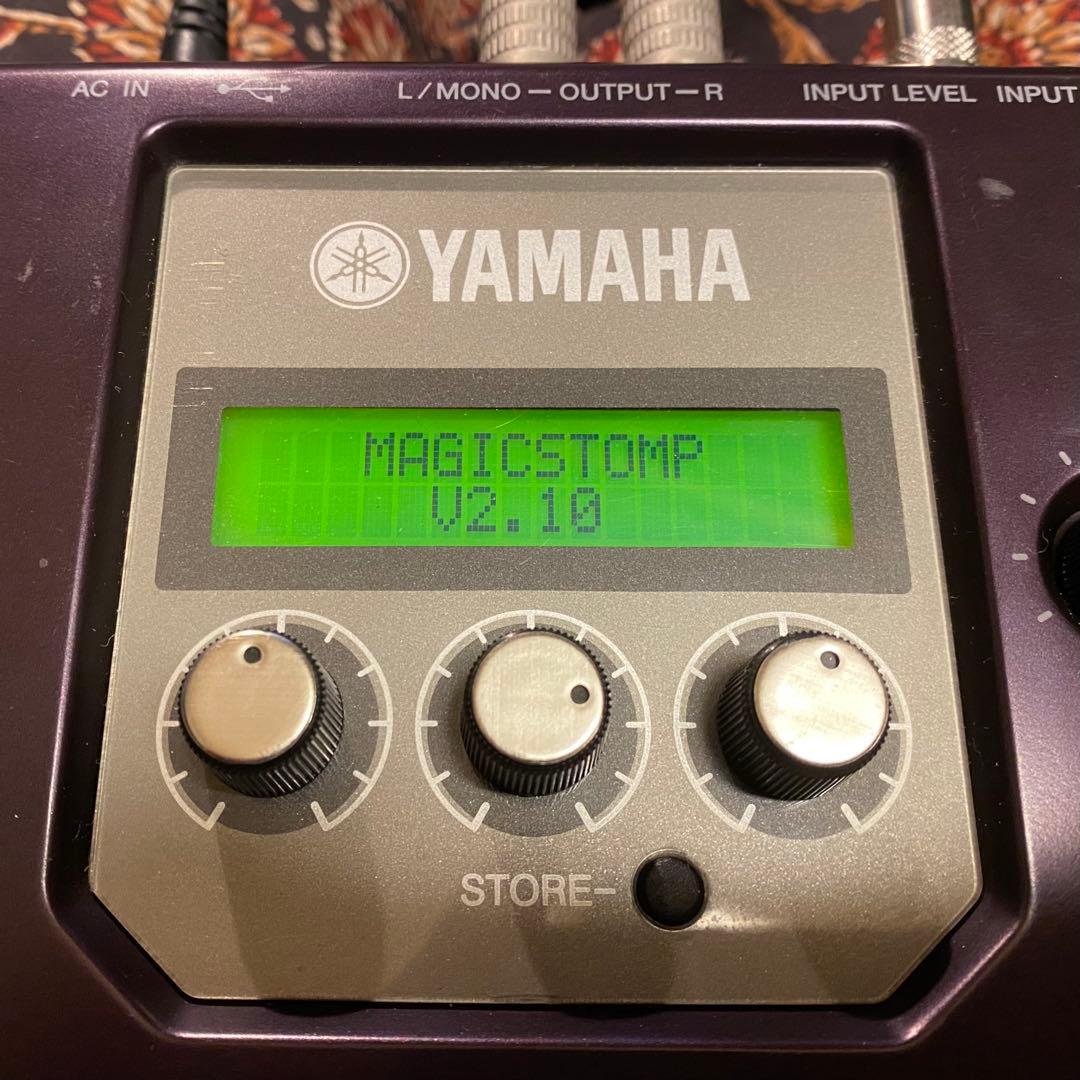 AC IN
L/MONO — OUTPUT — R
INPUT LEVEL
INPUT
YAMAHA
MAGICSTOMP
V2.10
STORE-